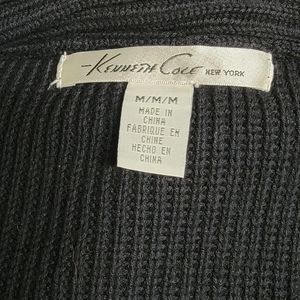 Kenneth Cole NEW YORK
M/M/M
MADE IN
CHINA
FABRIQUE EN
CHINE
HECHO EN
CHINA